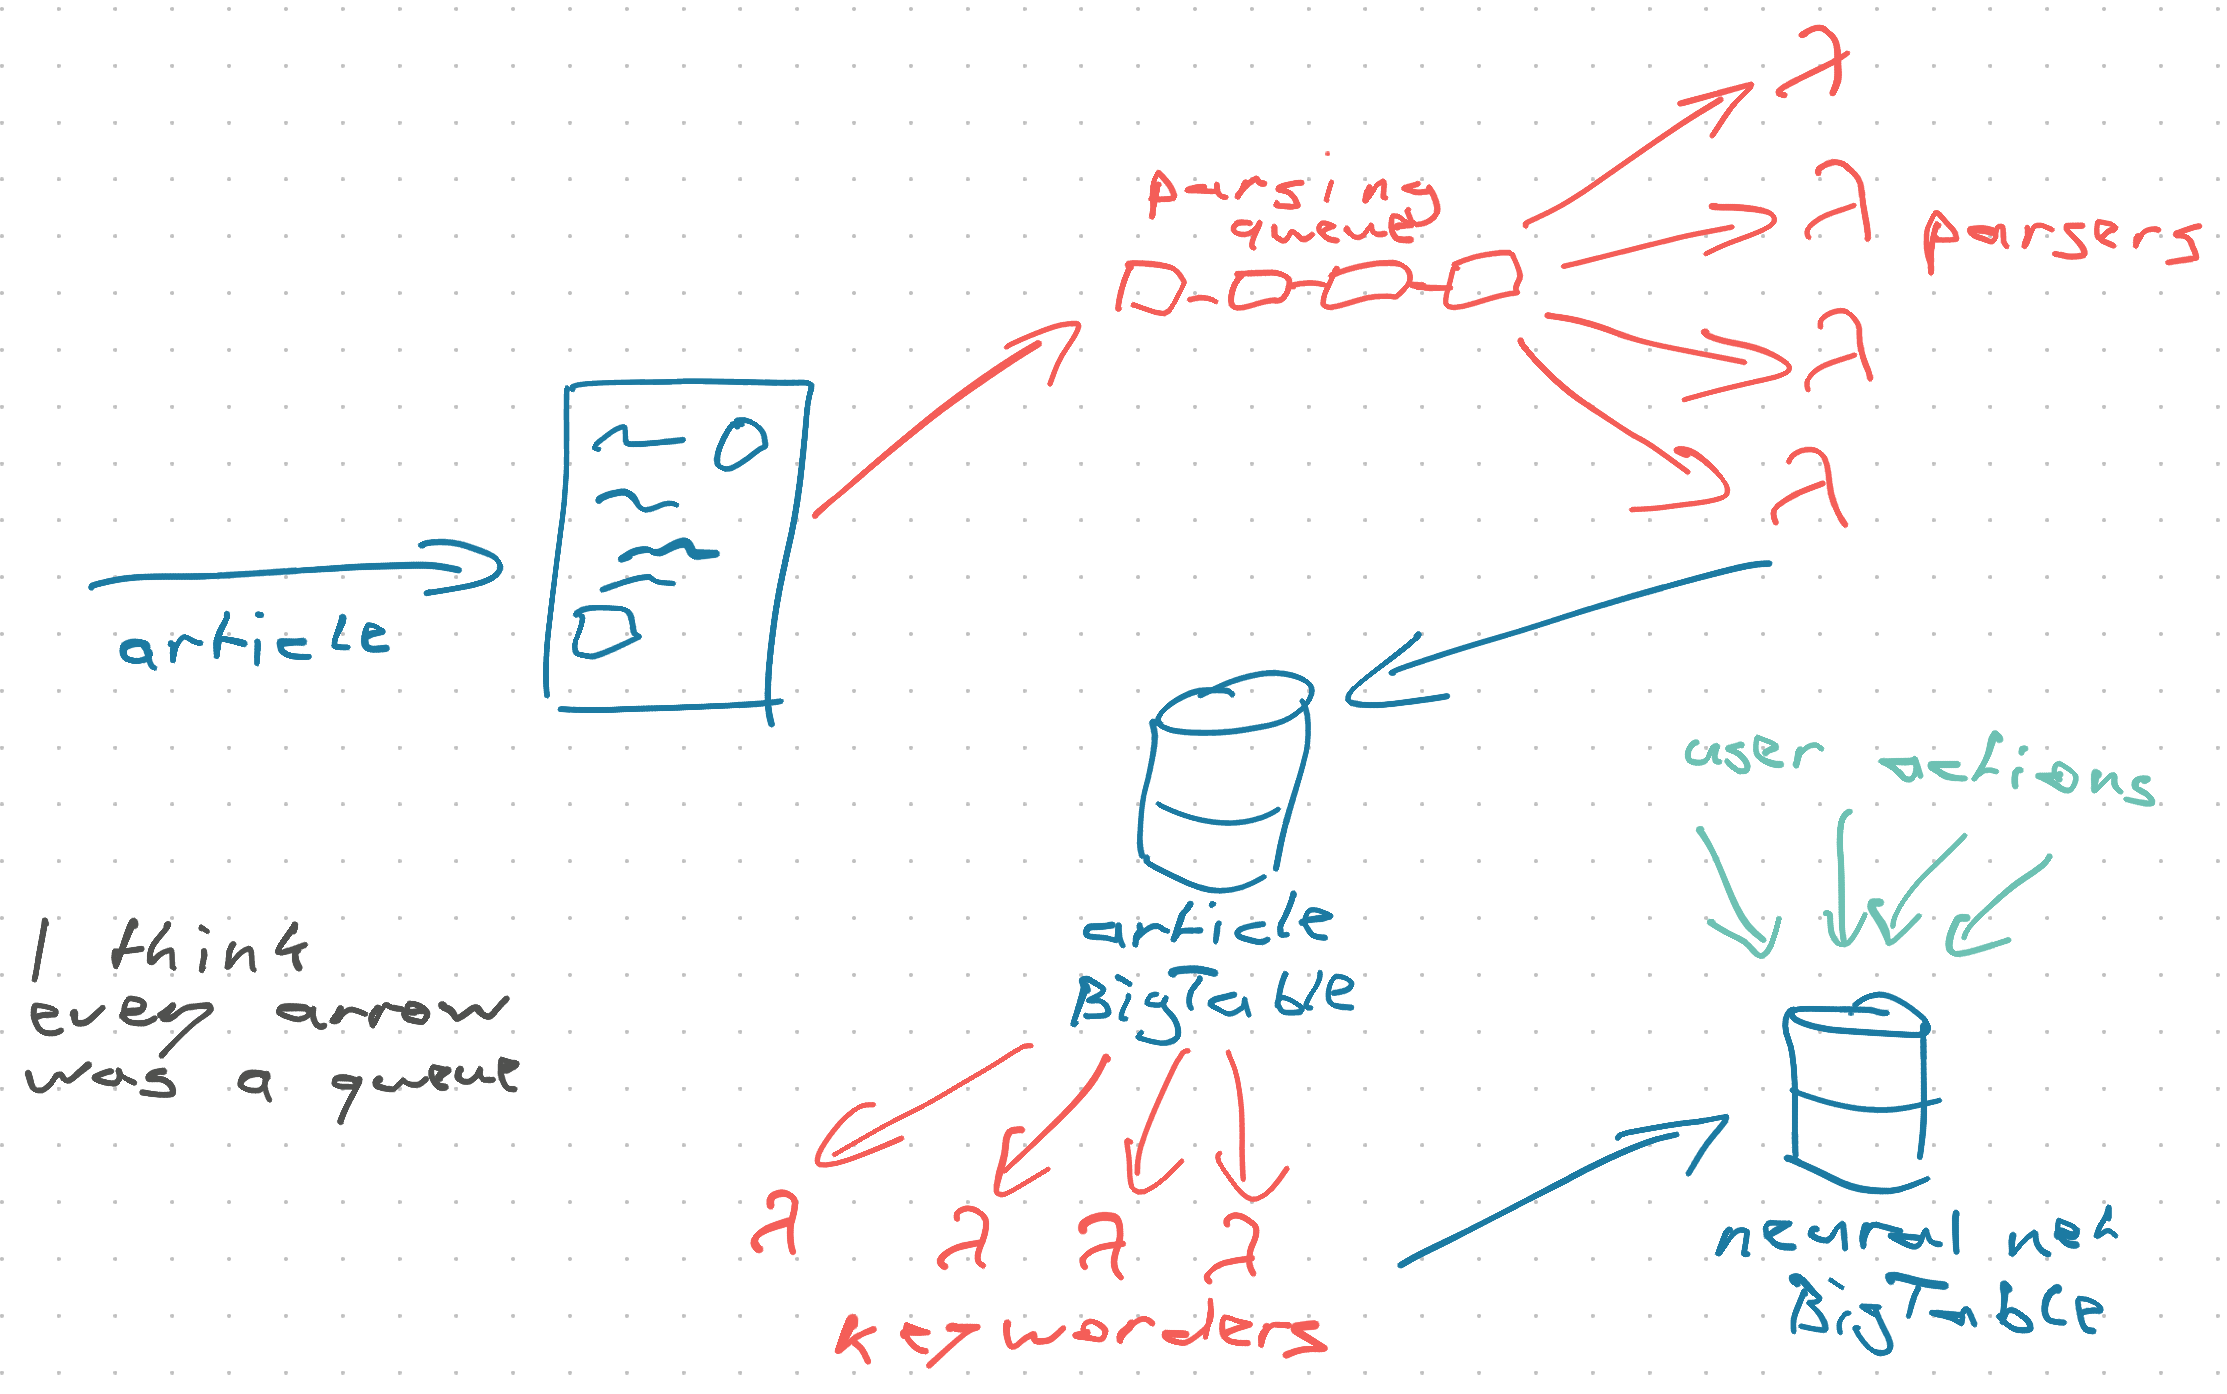 λ
parsing
queue
λ
parsers
λ
λ
article
user actions
article
BigTable
I think
every arrow
was a queue
λ λ λ λ
keyworders
neural net
BigTable